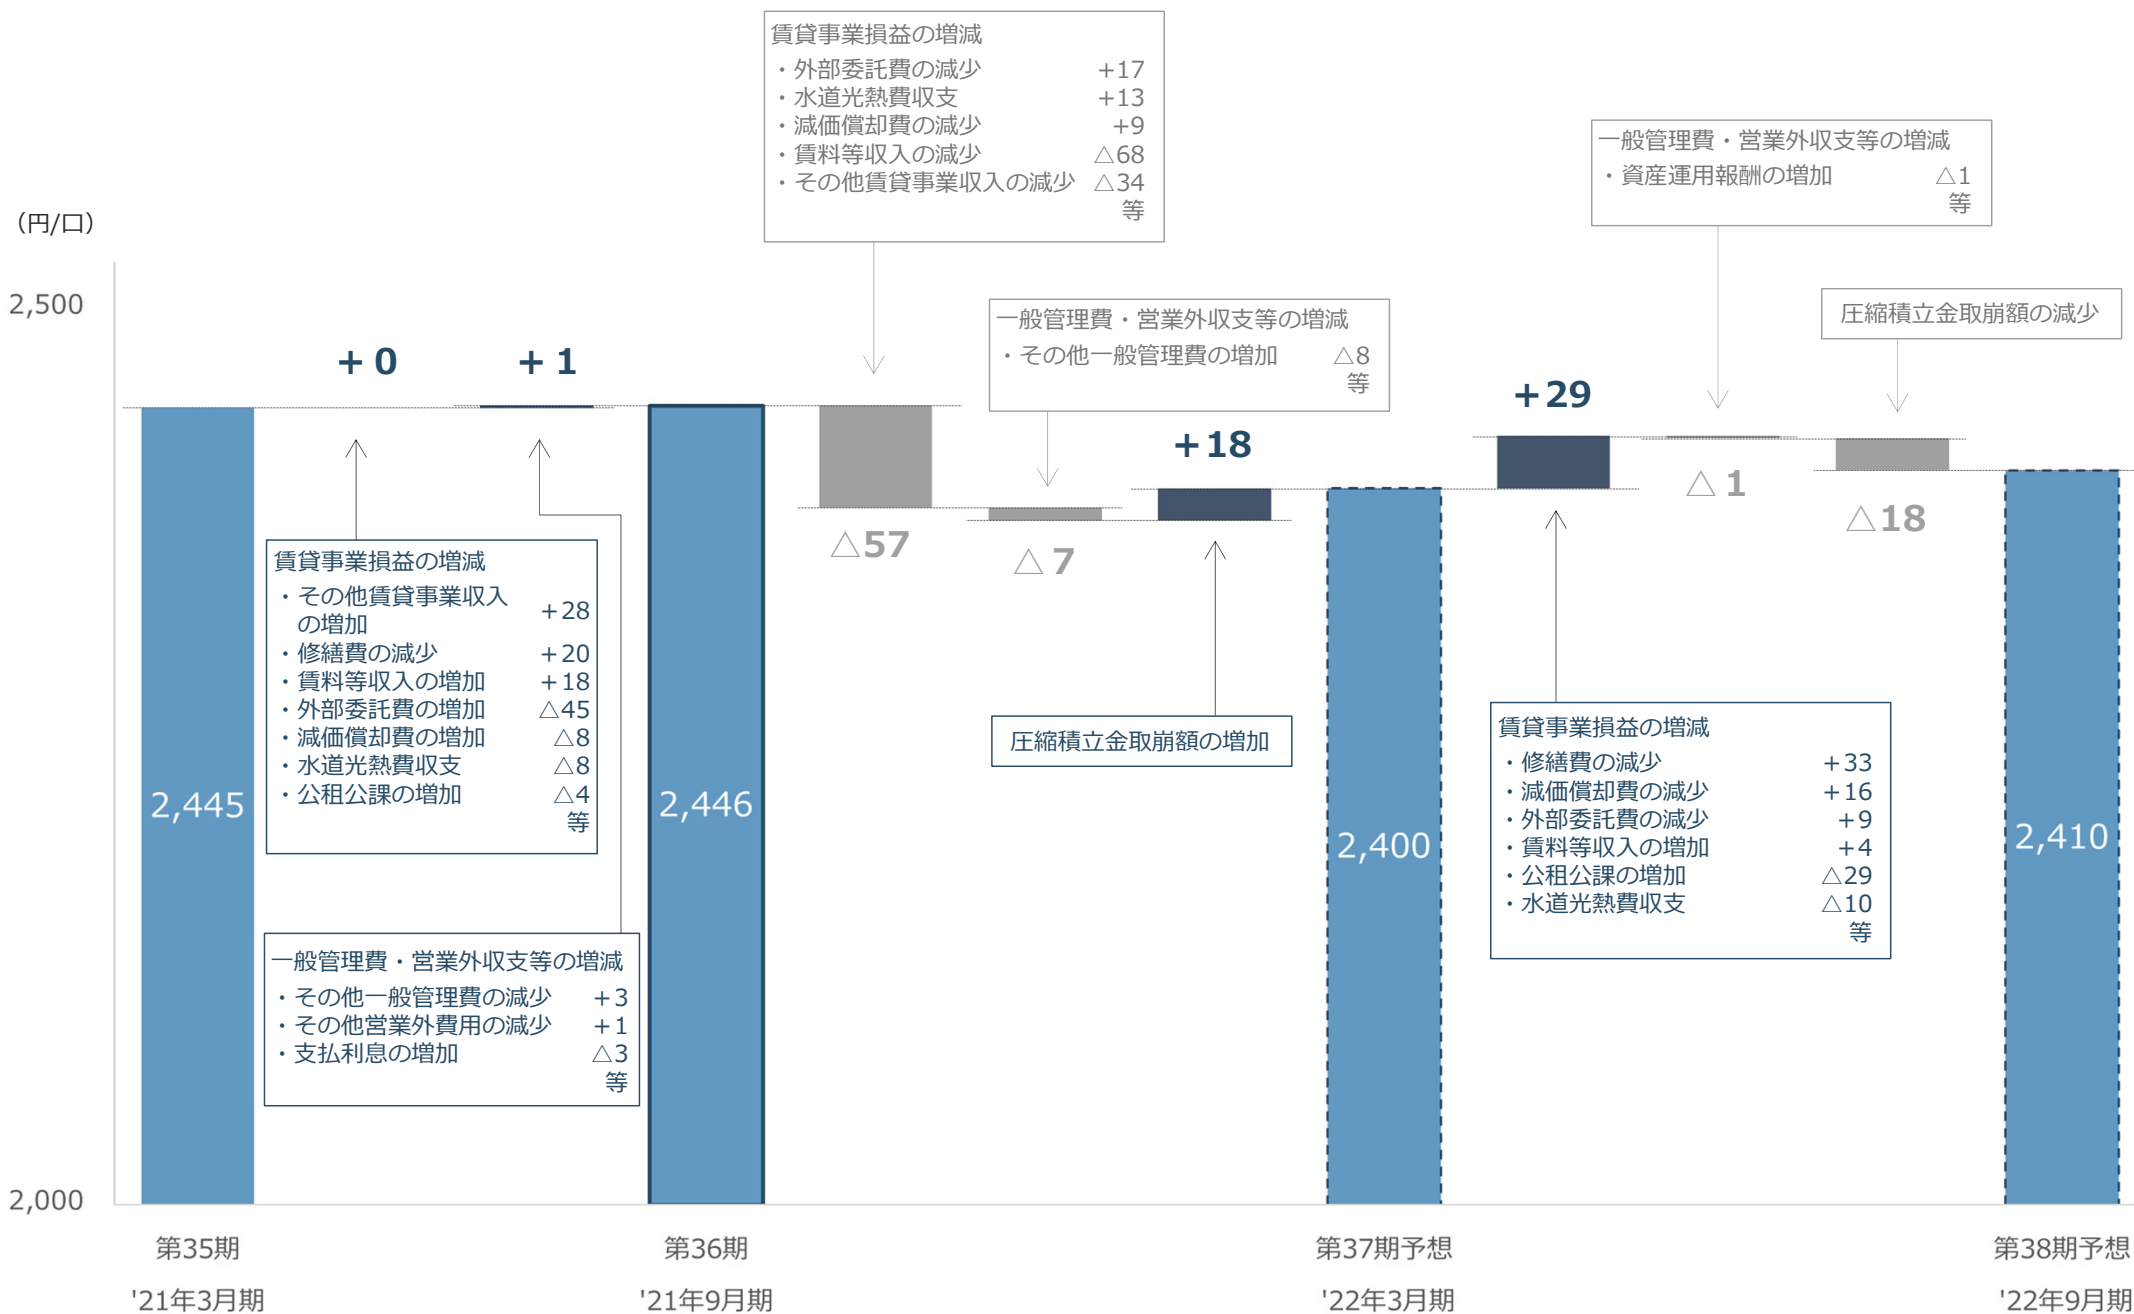 賃貸事業損益の増減
・外部委託費の減少 +17
・水道光熱費収支 +13
・減価償却費の減少 +9
・賃料等収入の減少 △68
・その他賃貸事業収入の減少 △34
等
一般管理費・営業外収支等の増減
・資産運用報酬の増加 △1
等
（円/口）
2,500
一般管理費・営業外収支等の増減
・その他一般管理費の増加 △8
等
圧縮積立金取崩額の減少
+0
+1
+18
+29
△57
△7
△1
△18
賃貸事業損益の増減
・その他賃貸事業収入
の増加 +28
・修繕費の減少 +20
・賃料等収入の増加 +18
・外部委託費の増加 △45
・減価償却費の増加 △8
・水道光熱費収支 △8
・公租公課の増加 △4
等
圧縮積立金取崩額の増加
賃貸事業損益の増減
・修繕費の減少 +33
・減価償却費の減少 +16
・外部委託費の減少 +9
・賃料等収入の増加 +4
・公租公課の増加 △29
・水道光熱費収支 △10
等
2,445
2,446
2,400
2,410
一般管理費・営業外収支等の増減
・その他一般管理費の減少 +3
・その他営業外費用の減少 +1
・支払利息の増加 △3
等
2,000
第35期
'21年3月期
第36期
'21年9月期
第37期予想
'22年3月期
第38期予想
'22年9月期